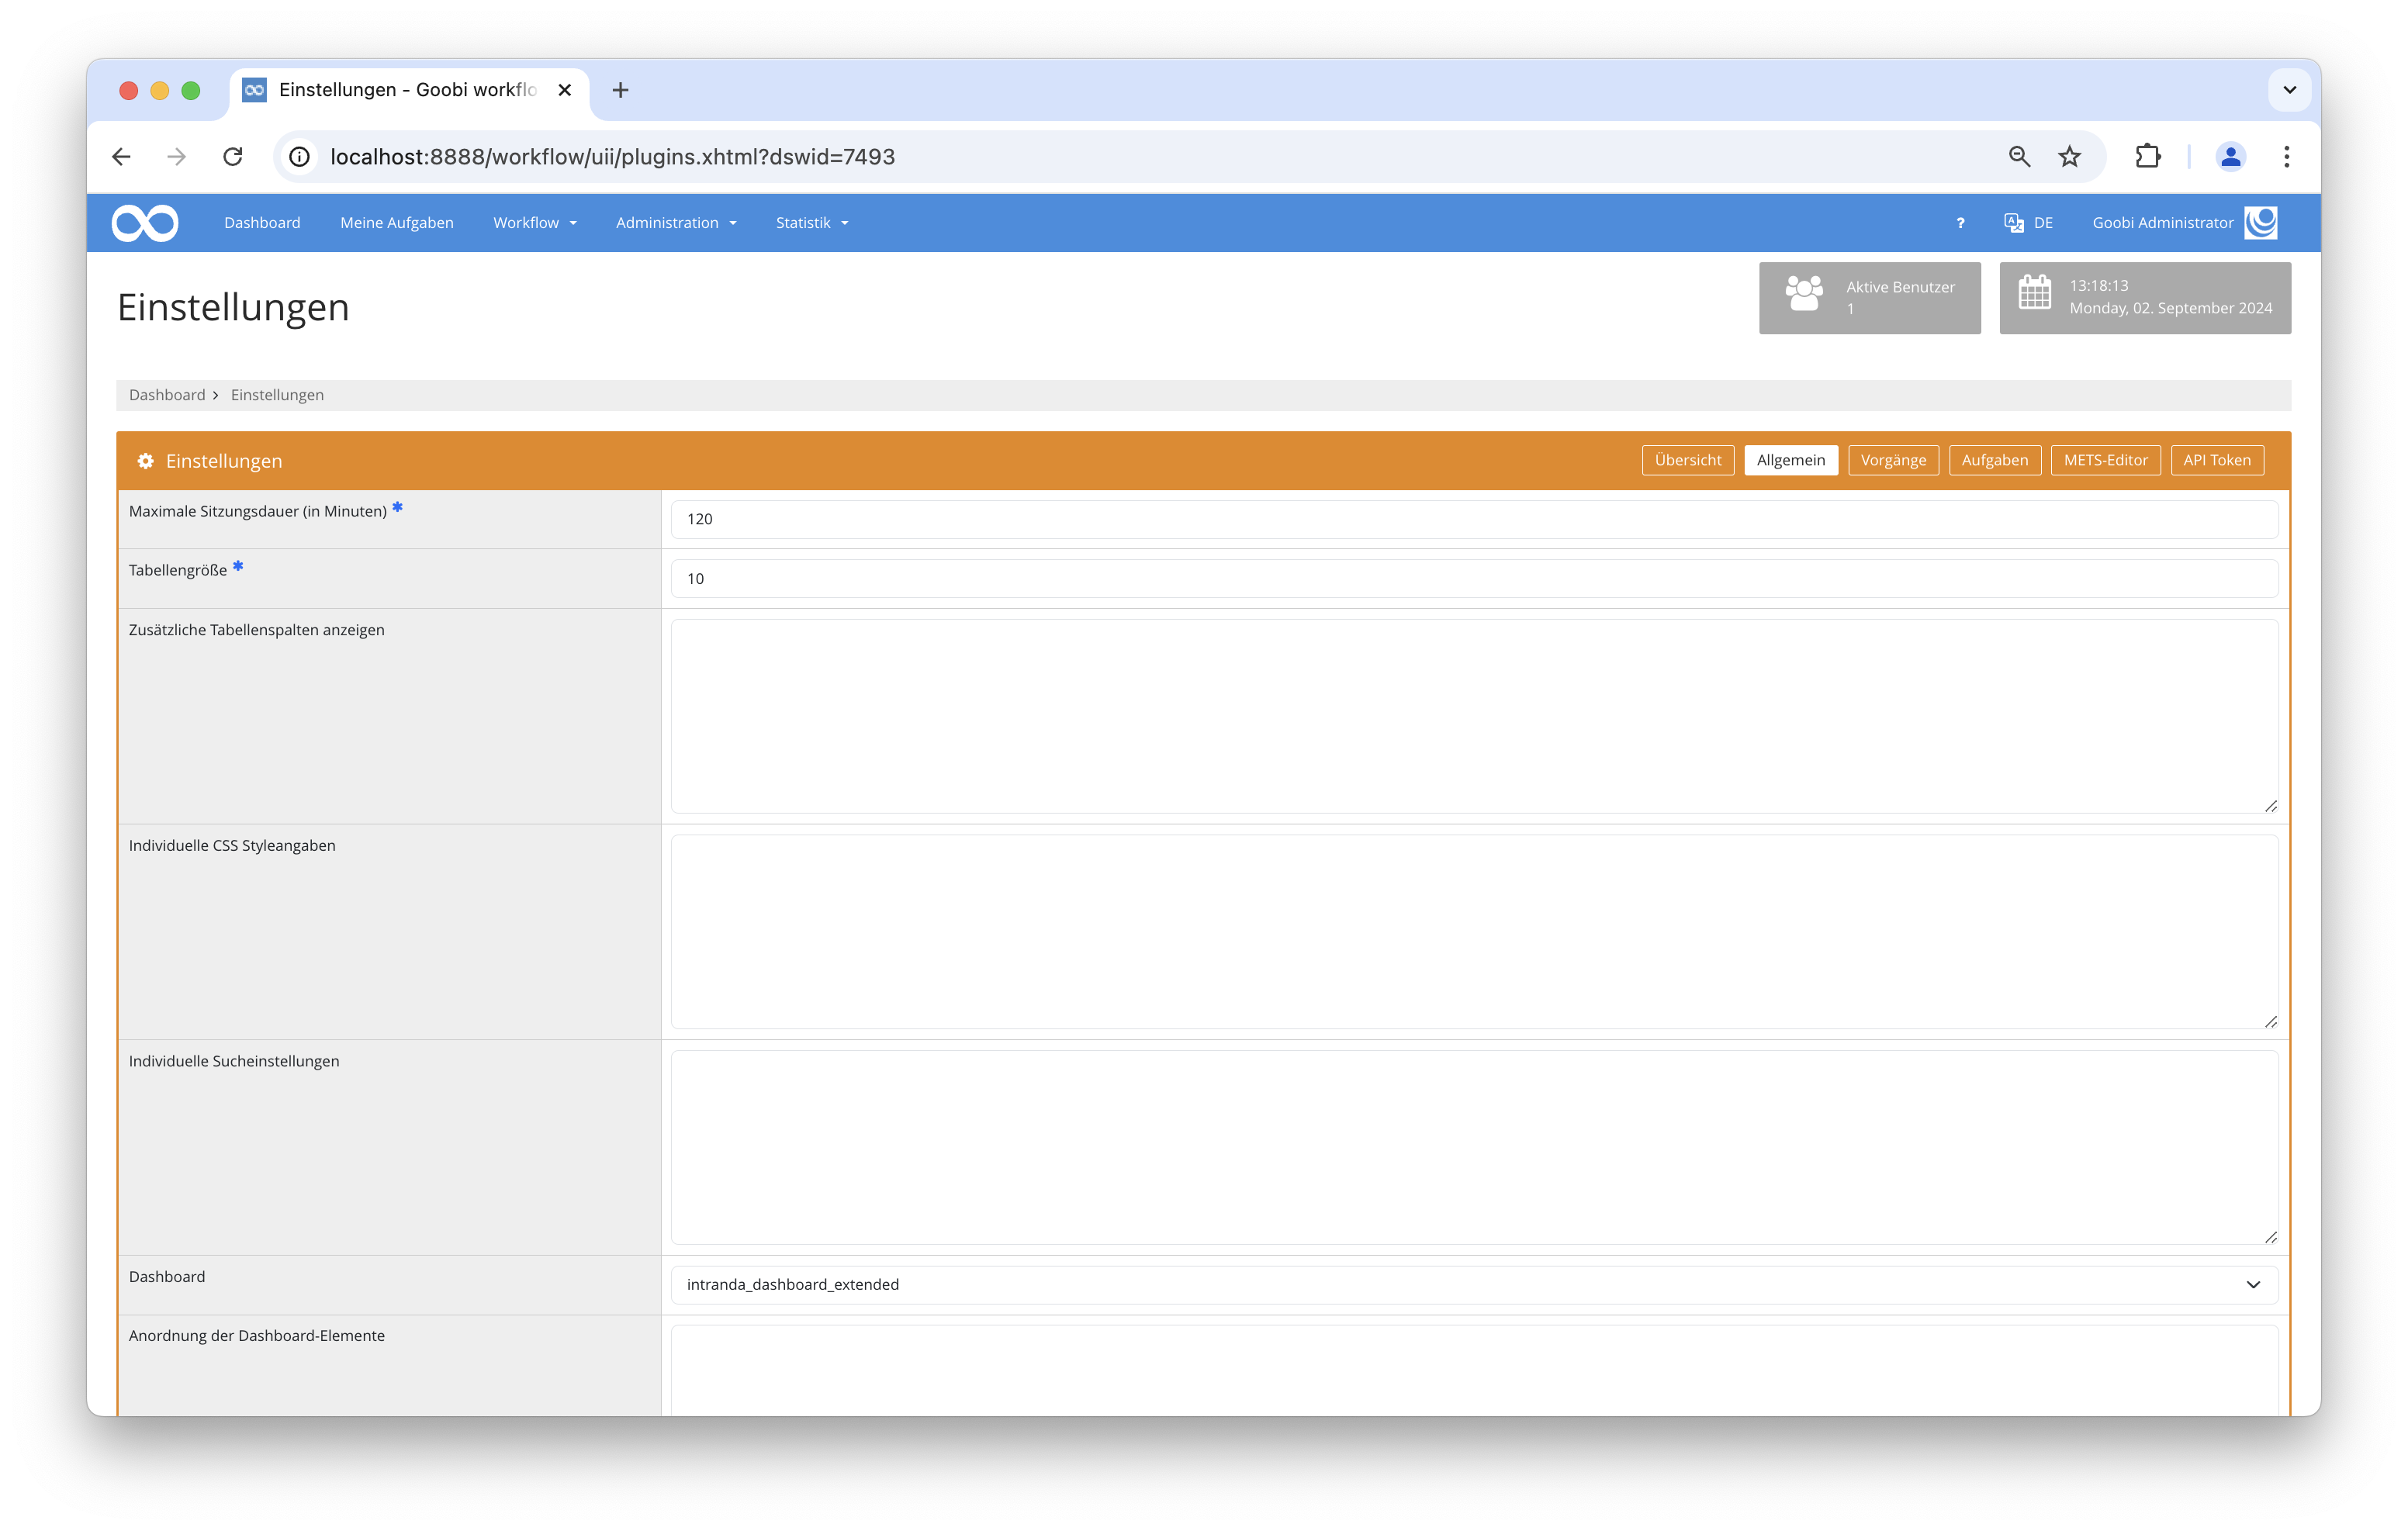 Einstellungen - Goobi workflo
localhost:8888/workflow/uii/plugins.xhtml?dswid=7493
Dashboard Meine Aufgaben Workflow Administration Statistik ? DE Goobi Administrator
Einstellungen
Aktive Benutzer
1
13:18:13
Monday, 02. September 2024
Dashboard > Einstellungen
Einstellungen Übersicht Allgemein Vorgänge Aufgaben METS-Editor API Token
Maximale Sitzungsdauer (in Minuten) * 120
Tabellengröße * 10
Zusätzliche Tabellenspalten anzeigen
Individuelle CSS Styleangaben
Individuelle Sucheinstellungen
Dashboard intranda_dashboard_extended
Anordnung der Dashboard-Elemente